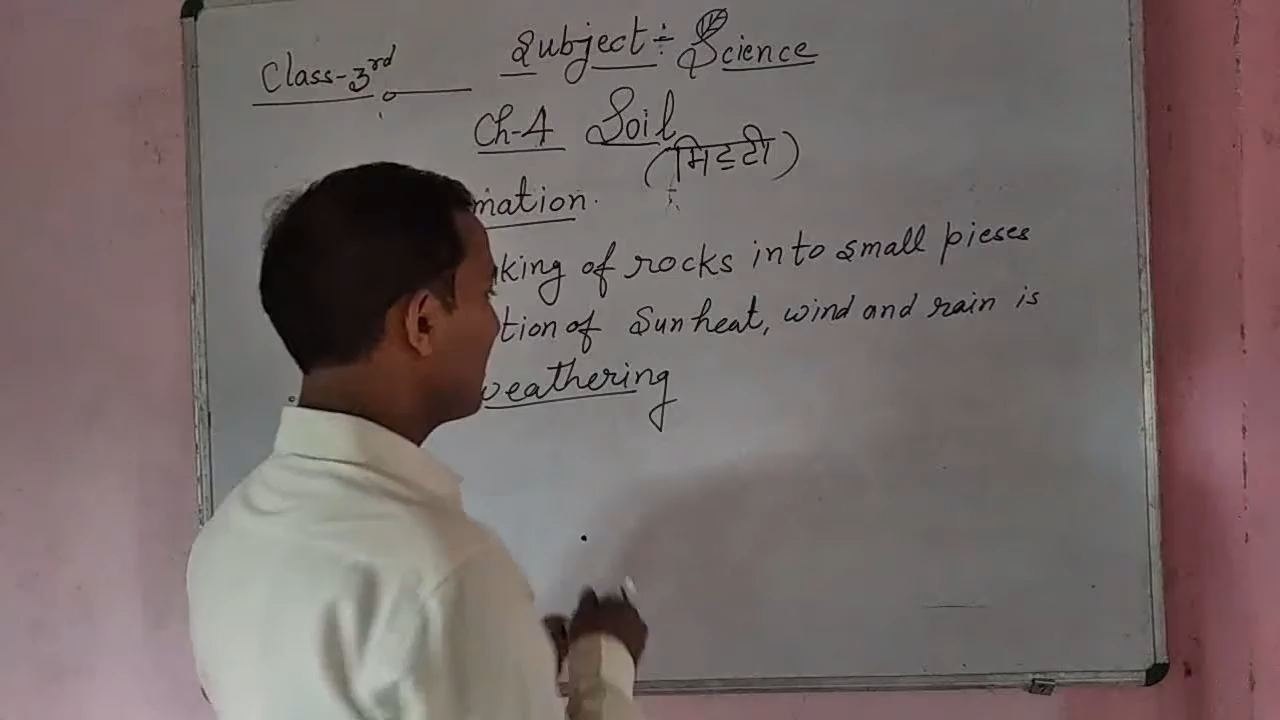 Class-3rd
Subject÷ Science
Ch-4 Soil
(मिट्टी)
mation.
king of rocks into small pieses
tion of Sun heat, wind and rain is
weathering